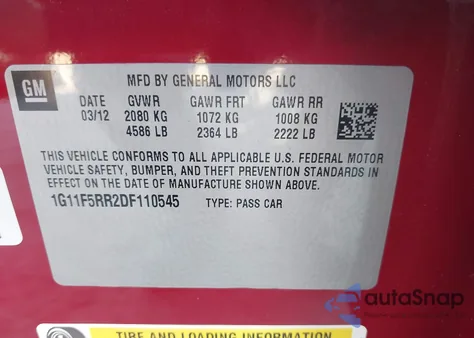 GM
MFD BY GENERAL MOTORS LLC
DATE GVWR GAWR FRT GAWR RR
03/12 2080 KG 1072 KG 1008 KG
4586 LB 2364 LB 2222 LB
THIS VEHICLE CONFORMS TO ALL APPLICABLE U.S. FEDERAL MOTOR
VEHICLE SAFETY, BUMPER, AND THEFT PREVENTION STANDARDS IN
EFFECT ON THE DATE OF MANUFACTURE SHOWN ABOVE.
1G11F5RR2DF110545 TYPE: PASS CAR
autoSnap
TIRE AND LOADING INFORMATION